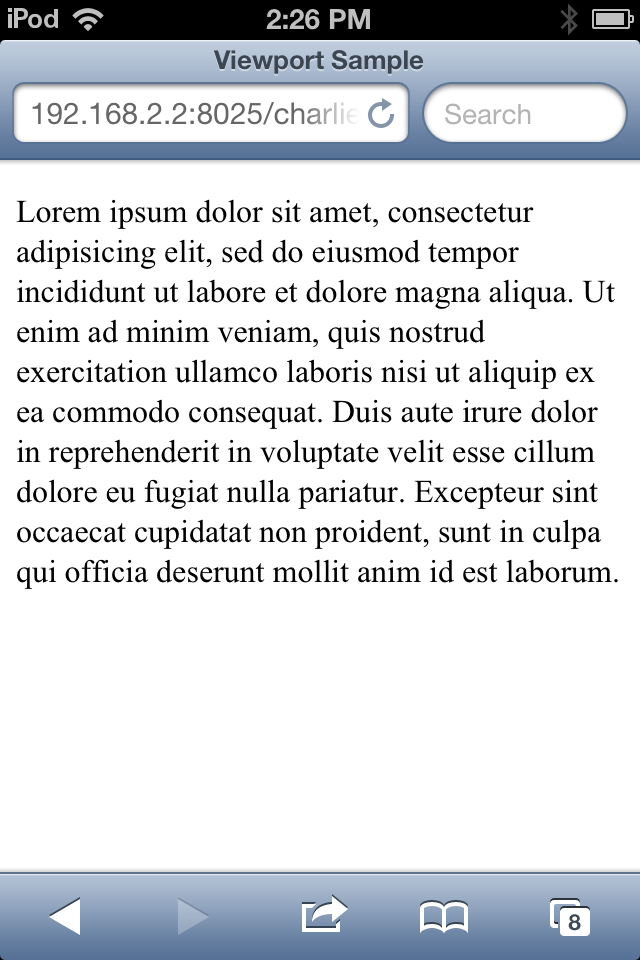 iPod 2:26 PM
Viewport Sample
192.168.2.2:8025/charlie Search
Lorem ipsum dolor sit amet, consectetur
adipisicing elit, sed do eiusmod tempor
incididunt ut labore et dolore magna aliqua. Ut
enim ad minim veniam, quis nostrud
exercitation ullamco laboris nisi ut aliquip ex
ea commodo consequat. Duis aute irure dolor
in reprehenderit in voluptate velit esse cillum
dolore eu fugiat nulla pariatur. Excepteur sint
occaecat cupidatat non proident, sunt in culpa
qui officia deserunt mollit anim id est laborum.
8